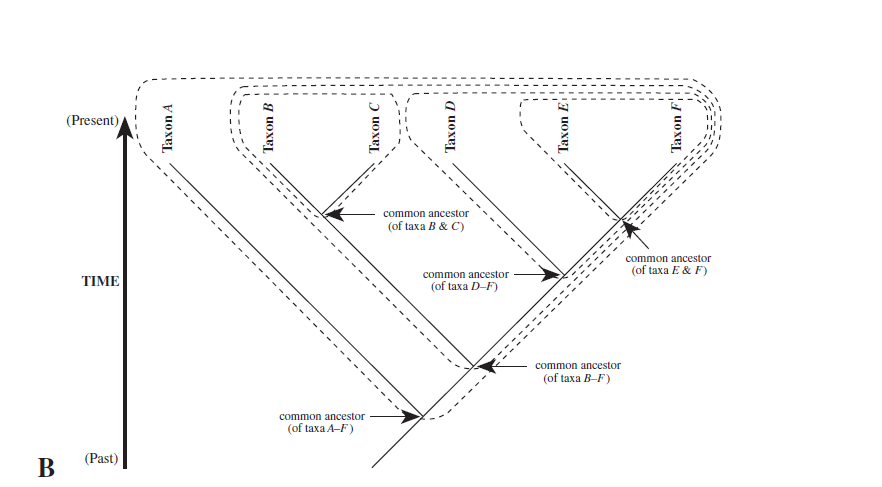 Taxon A
Taxon B
Taxon C
Taxon D
Taxon E
Taxon F
(Present)
common ancestor
(of taxa B & C)
common ancestor
(of taxa E & F)
common ancestor
(of taxa D–F)
TIME
common ancestor
(of taxa B–F)
common ancestor
(of taxa A–F)
(Past)
B